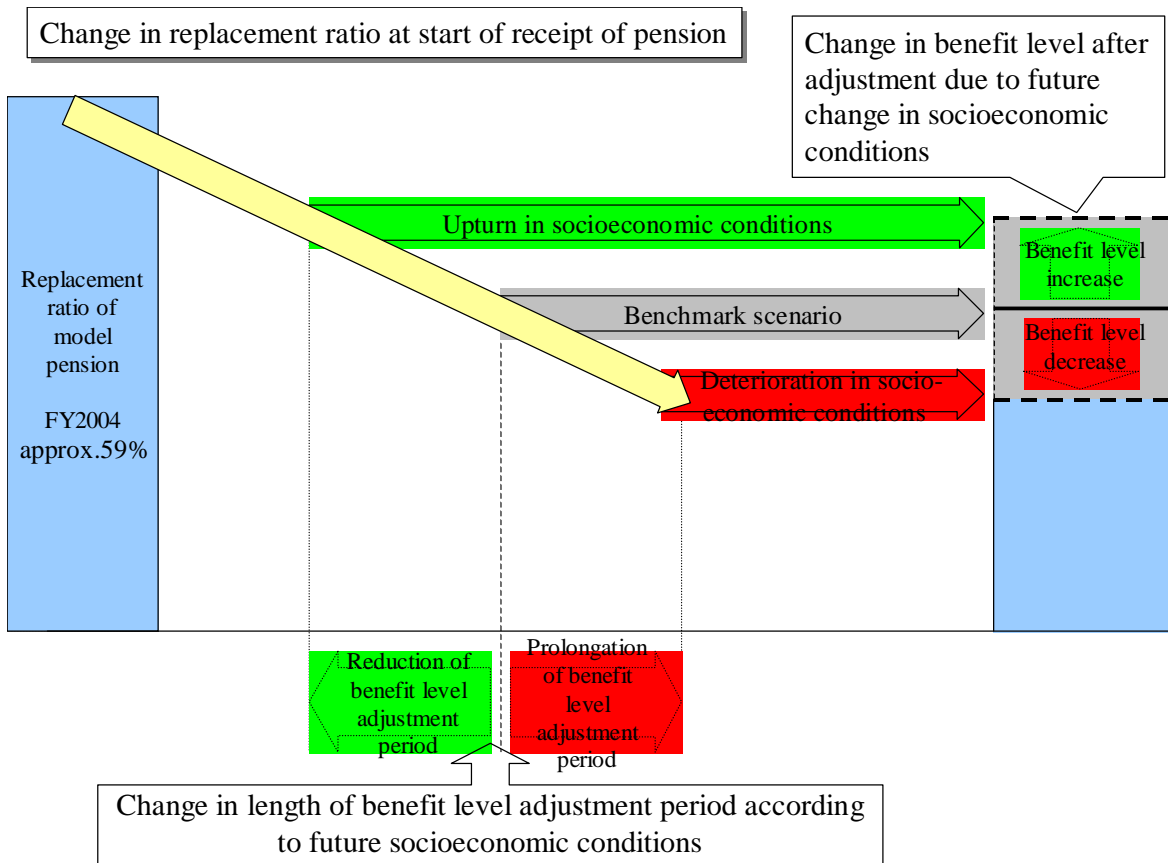 Change in replacement ratio at start of receipt of pension
Change in benefit level after
adjustment due to future
change in socioeconomic
conditions
Upturn in socioeconomic conditions
Benefit level
increase
Replacement
ratio of
model
pension
FY2004
approx.59%
Benchmark scenario
Benefit level
decrease
Deterioration in socio-
economic conditions
Reduction of
benefit level
adjustment
period
Prolongation
of benefit
level
adjustment
period
Change in length of benefit level adjustment period according
to future socioeconomic conditions